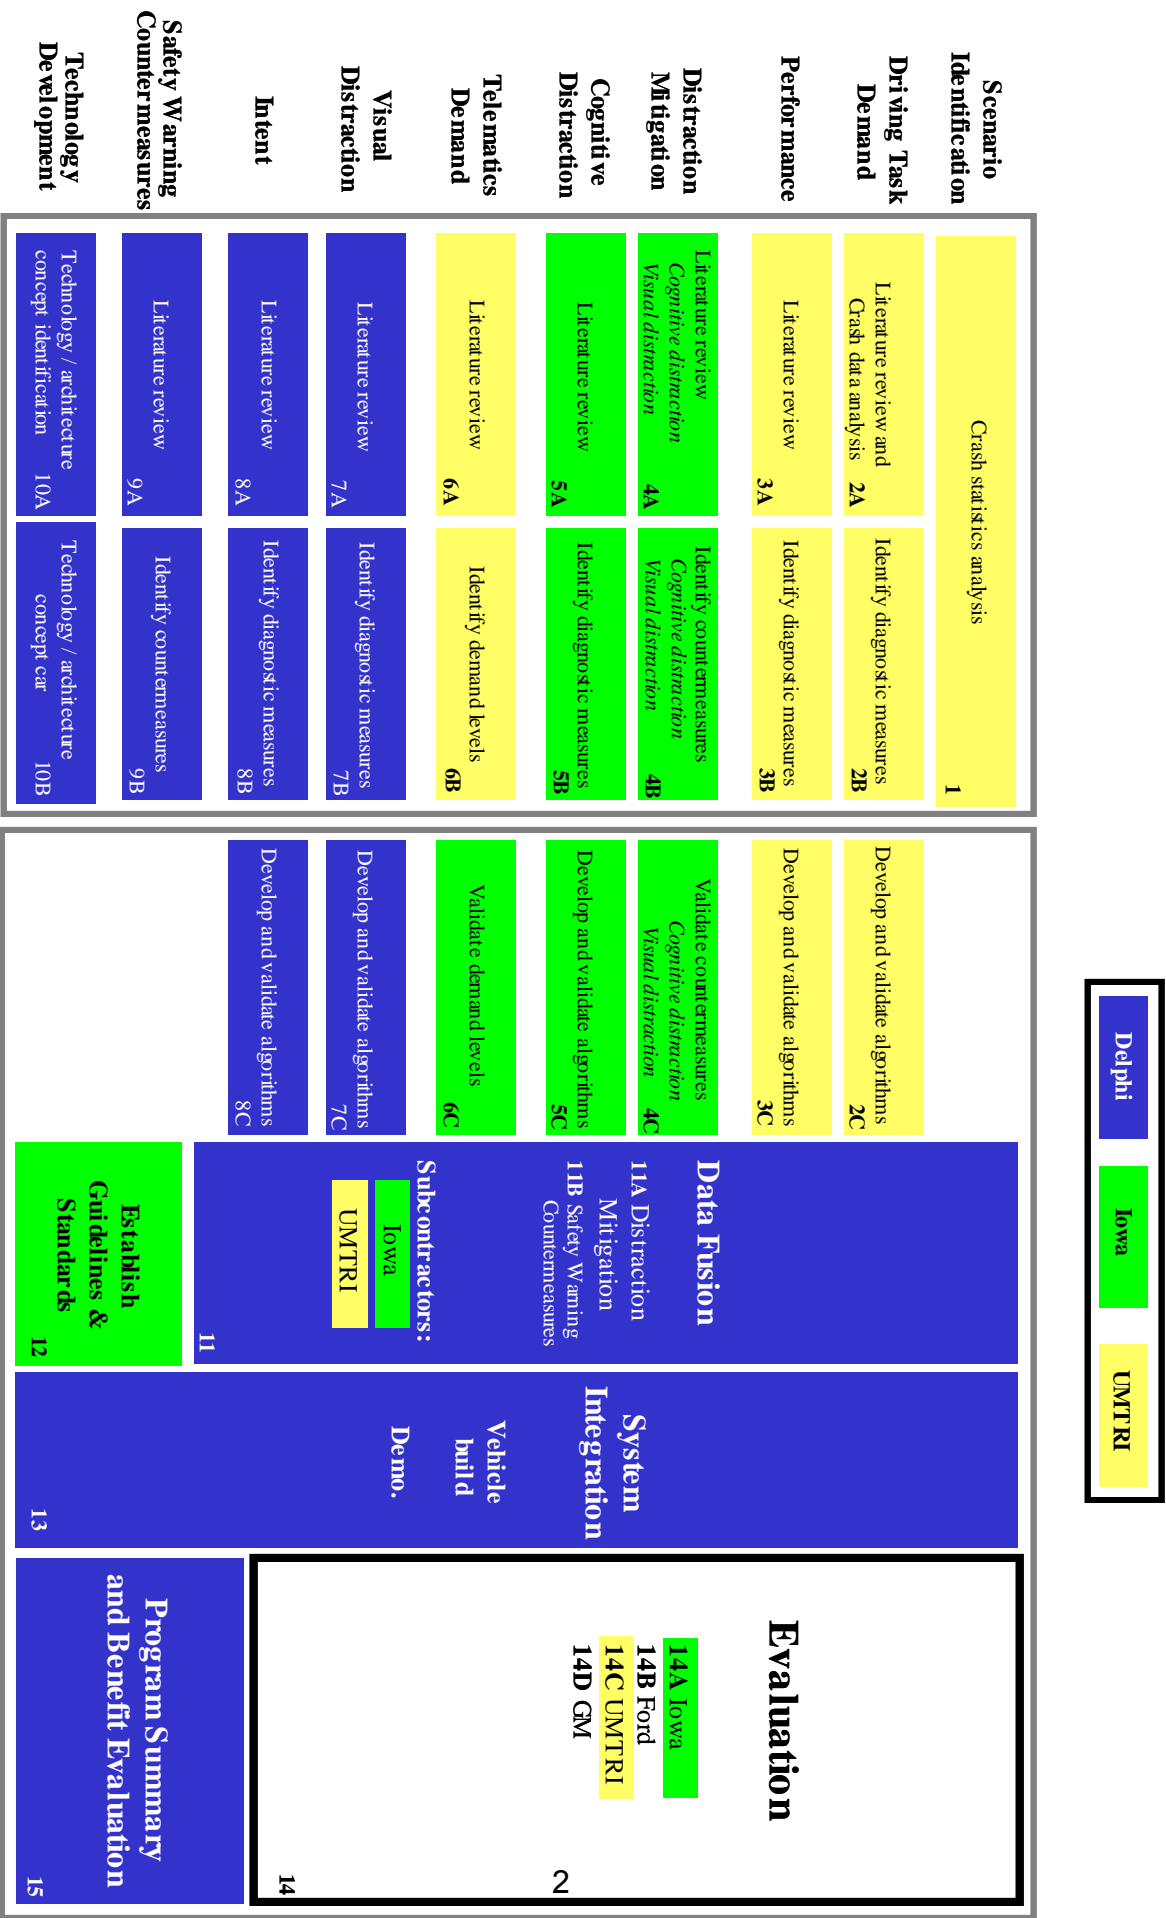 Delphi
Iowa
UMTRI
Scenario
Identification
Crash statistics analysis
1
Driving Task
Demand
Literature review and
Crash data analysis
2A
Identify diagnostic measures
2B
Develop and validate algorithms
2C
Performance
Literature review
3A
Identify diagnostic measures
3B
Develop and validate algorithms
3C
Distraction
Mitigation
Literature review
Cognitive distraction
Visual distraction
4A
Identify countermeasures
Cognitive distraction
Visual distraction
4B
Validate countermeasures
Cognitive distraction
Visual distraction
4C
Cognitive
Distraction
Literature review
5A
Identify diagnostic measures
5B
Develop and validate algorithms
5C
Telematics
Demand
Literature review
6A
Identify demand levels
6B
Validate demand levels
6C
Visual
Distraction
Literature review
7A
Identify diagnostic measures
7B
Develop and validate algorithms
7C
Intent
Literature review
8A
Identify diagnostic measures
8B
Develop and validate algorithms
8C
Safety Warning
Countermeasures
Literature review
9A
Identify countermeasures
9B
Technology
Development
Technology / architecture
concept identification
10A
Technology / architecture
concept car
10B
Data Fusion
11A Distraction
Mitigation
11B Safety Warning
Countermeasures
Subcontractors:
Iowa
UMTRI
11
Establish
Guidelines &
Standards
12
System
Integration
Vehicle
build
Demo.
13
Evaluation
14A Iowa
14B Ford
14C UMTRI
14D GM
14
Program Summary
and Benefit Evaluation
15
2